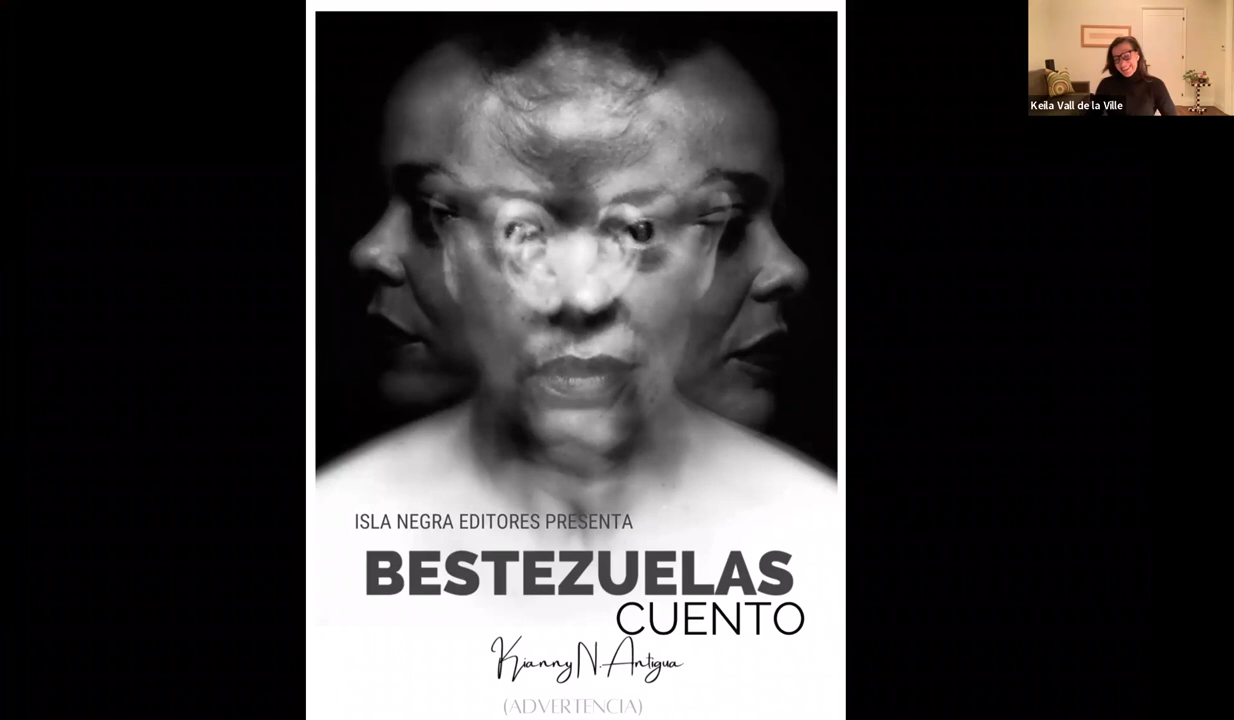 Keila Vall de la Ville
ISLA NEGRA EDITORES PRESENTA
BESTEZUELAS
CUENTO
Kianny N. Antigua
(ADVERTENCIA)